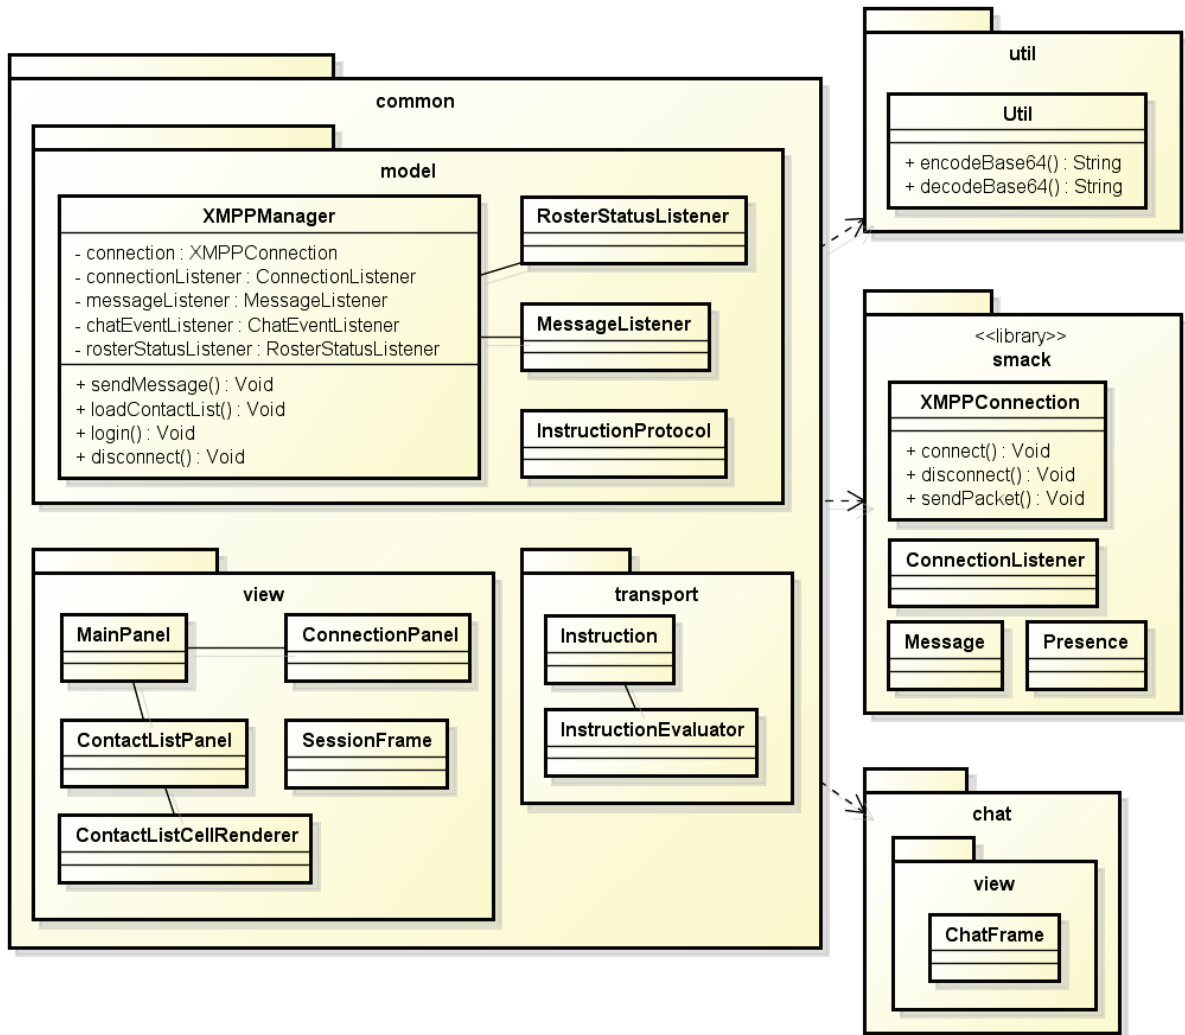 common
model
XMPPManager
- connection : XMPPConnection
- connectionListener : ConnectionListener
- messageListener : MessageListener
- chatEventListener : ChatEventListener
- rosterStatusListener : RosterStatusListener
+ sendMessage() : Void
+ loadContactList() : Void
+ login() : Void
+ disconnect() : Void
RosterStatusListener
MessageListener
InstructionProtocol
view
MainPanel
ConnectionPanel
ContactListPanel
SessionFrame
ContactListCellRenderer
transport
Instruction
InstructionEvaluator
util
Util
+ encodeBase64() : String
+ decodeBase64() : String
<<library>>
smack
XMPPConnection
+ connect() : Void
+ disconnect() : Void
+ sendPacket() : Void
ConnectionListener
Message
Presence
chat
view
ChatFrame